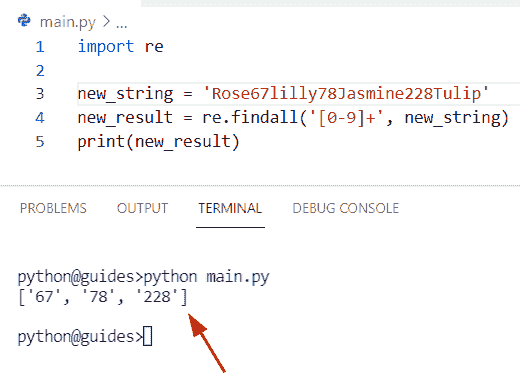 main.py > ...
1 import re
2
3 new_string = 'Rose67lilly78Jasmine228Tulip'
4 new_result = re.findall('[0-9]+', new_string)
5 print(new_result)
PROBLEMS OUTPUT TERMINAL DEBUG CONSOLE
python@guides>python main.py
['67', '78', '228']
python@guides>